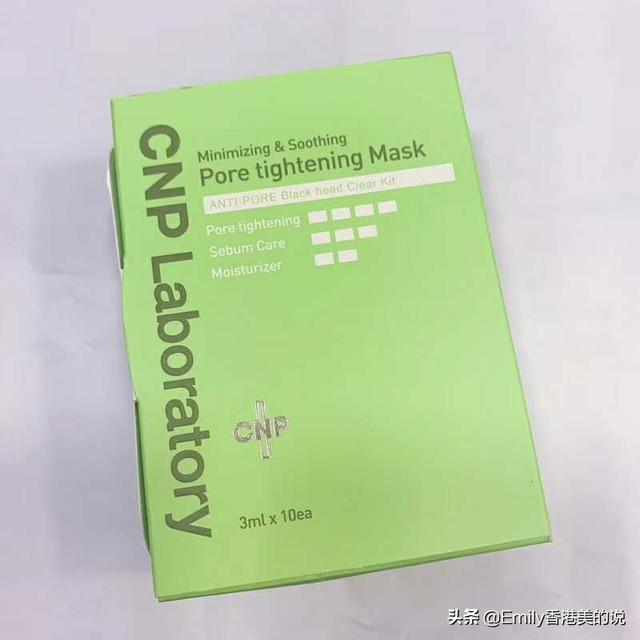 CNP Laboratory
Minimizing & Soothing
Pore tightening Mask
ANTI-PORE Black head Clear Kit
Pore tightening
Sebum Care
Moisturizer
CNP
3ml x 10ea
头条 @Emily香港美的说